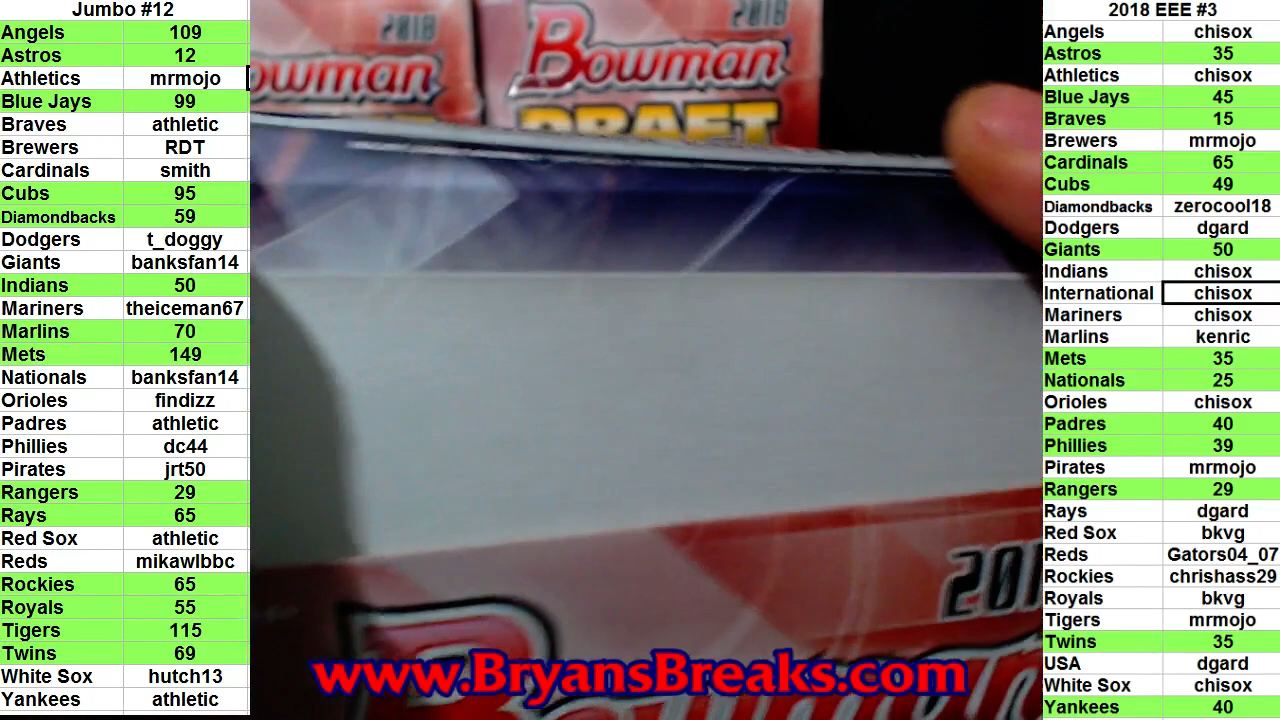 Jumbo #12
Angels 109
Astros 12
Athletics mrmojo
Blue Jays 99
Braves athletic
Brewers RDT
Cardinals smith
Cubs 95
Diamondbacks 59
Dodgers t_doggy
Giants banksfan14
Indians 50
Mariners theiceman67
Marlins 70
Mets 149
Nationals banksfan14
Orioles findizz
Padres athletic
Phillies dc44
Pirates jrt50
Rangers 29
Rays 65
Red Sox athletic
Reds mikawlbbc
Rockies 65
Royals 55
Tigers 115
Twins 69
White Sox hutch13
Yankees athletic
2018
owman
2018
Bowman
DRAFT
201
www.BryansBreaks.com
2018 EEE #3
Angels chisox
Astros 35
Athletics chisox
Blue Jays 45
Braves 15
Brewers mrmojo
Cardinals 65
Cubs 49
Diamondbacks zerocool18
Dodgers dgard
Giants 50
Indians chisox
International chisox
Mariners chisox
Marlins kenric
Mets 35
Nationals 25
Orioles chisox
Padres 40
Phillies 39
Pirates mrmojo
Rangers 29
Rays dgard
Red Sox bkvg
Reds Gators04_07
Rockies chrishass29
Royals bkvg
Tigers mrmojo
Twins 35
USA dgard
White Sox chisox
Yankees 40